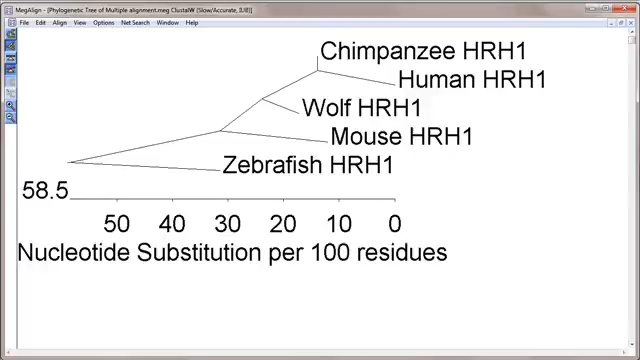 MegAlign - [Phylogenetic Tree of Multiple alignment.meg ClustalW (Slow/Accurate, IUB)]
File Edit Align View Options Net Search Window Help
Chimpanzee HRH1
Human HRH1
Wolf HRH1
Mouse HRH1
Zebrafish HRH1
58.5
50 40 30 20 10 0
Nucleotide Substitution per 100 residues